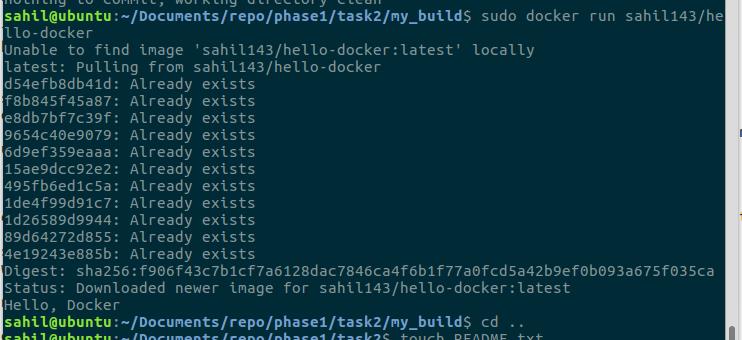 nothing to commit, working directory clean
sahil@ubuntu:~/Documents/repo/phase1/task2/my_build$ sudo docker run sahil143/he
llo-docker
Unable to find image 'sahil143/hello-docker:latest' locally
latest: Pulling from sahil143/hello-docker
d54efb8db41d: Already exists
f8b845f45a87: Already exists
e8db7bf7c39f: Already exists
9654c40e9079: Already exists
6d9ef359eaaa: Already exists
15ae9dcc92e2: Already exists
495fb6ed1c5a: Already exists
1de4f99d91c7: Already exists
1d26589d9944: Already exists
89d64272d855: Already exists
4e19243e885b: Already exists
Digest: sha256:f906f43c7b1cf7a6128dac7846ca4f6b1f77a0fcd5a42b9ef0b093a675f035ca
Status: Downloaded newer image for sahil143/hello-docker:latest
Hello, Docker
sahil@ubuntu:~/Documents/repo/phase1/task2/my_build$ cd ..
sahil@ubuntu:~/Documents/repo/phase1/task2$ touch README.txt